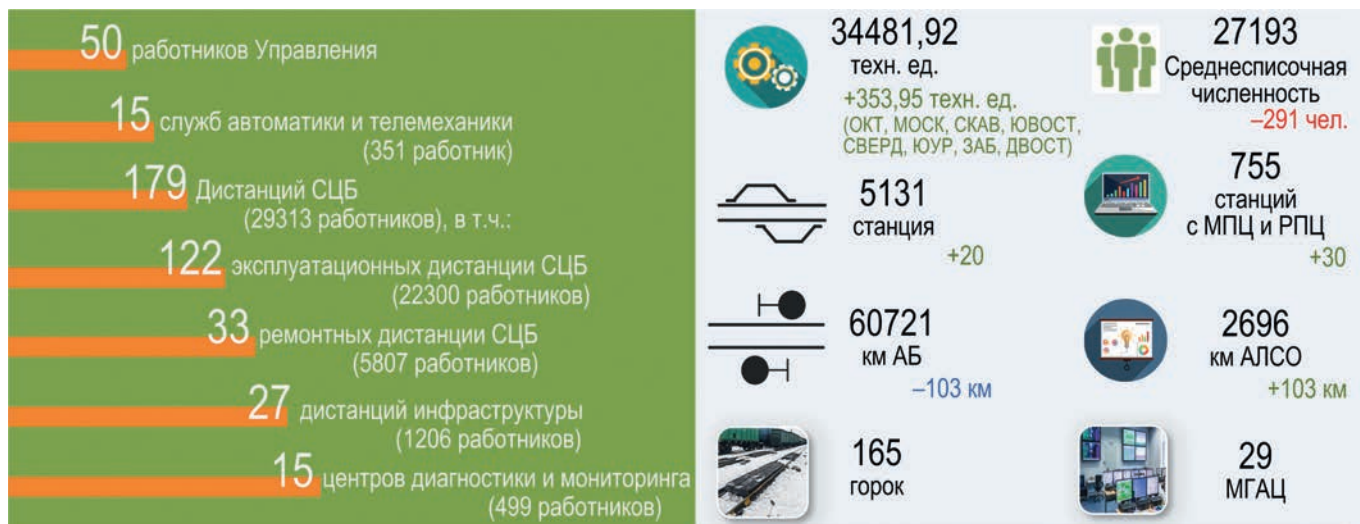 50 работников Управления
15 служб автоматики и телемеханики
(351 работник)
179 Дистанций СЦБ
(29313 работников), в т.ч.:
122 эксплуатационных дистанции СЦБ
(22300 работников)
33 ремонтных дистанции СЦБ
(5807 работников)
27 дистанций инфраструктуры
(1206 работников)
15 центров диагностики и мониторинга
(499 работников)
34481,92
техн. ед.
+353,95 техн. ед.
(ОКТ, МОСК, СКАВ, ЮВОСТ,
СВЕРД, ЮУР, ЗАБ, ДВОСТ)
27193
Среднесписочная
численность
–291 чел.
5131
станция
+20
755
станций
с МПЦ и РПЦ
+30
60721
км АБ
–103 км
2696
км АЛСО
+103 км
165
горок
29
МГАЦ